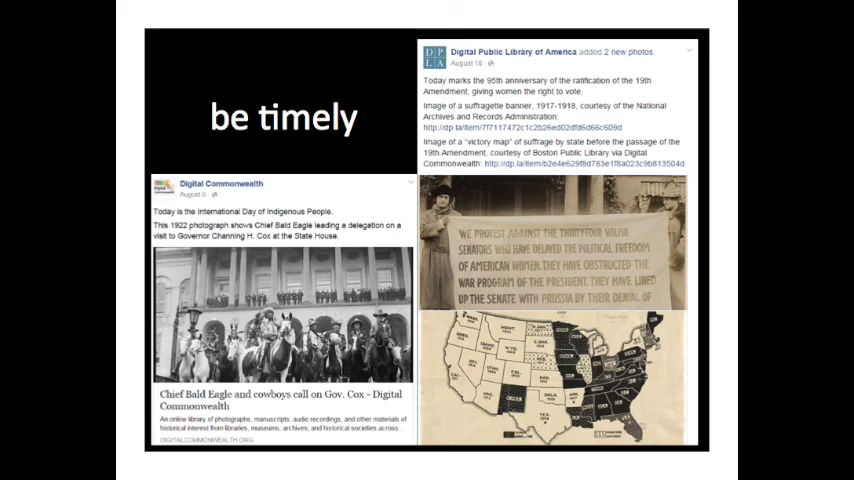 be timely
Digital Commonwealth
August 9
Today is the International Day of Indigenous People.
This 1922 photograph shows Chief Bald Eagle leading a delegation on a
visit to Governor Channing H. Cox at the State House.
Chief Bald Eagle and cowboys call on Gov. Cox - Digital
Commonwealth
An online library of photographs, manuscripts, audio recordings, and other materials of
historical interest from libraries, museums, archives, and historical societies across...
DIGITALCOMMONWEALTH.ORG
DP
LA
Digital Public Library of America added 2 new photos.
August 18
Today marks the 95th anniversary of the ratification of the 19th
Amendment, giving women the right to vote.
Image of a suffragette banner, 1917-1918, courtesy of the National
Archives and Records Administration:
Image of a "victory map" of suffrage by state before the passage of the
19th Amendment, courtesy of Boston Public Library via Digital
Commonwealth:
WE PROTEST AGAINST THE THIRTY-FOUR WILFUL
SENATORS WHO HAVE DELAYED THE POLITICAL FREEDOM
OF AMERICAN WOMEN. THEY HAVE OBSTRUCTED THE
WAR PROGRAM OF THE PRESIDENT. THEY HAVE LINED
UP THE SENATE WITH PRUSSIA BY THEIR DENIAL OF